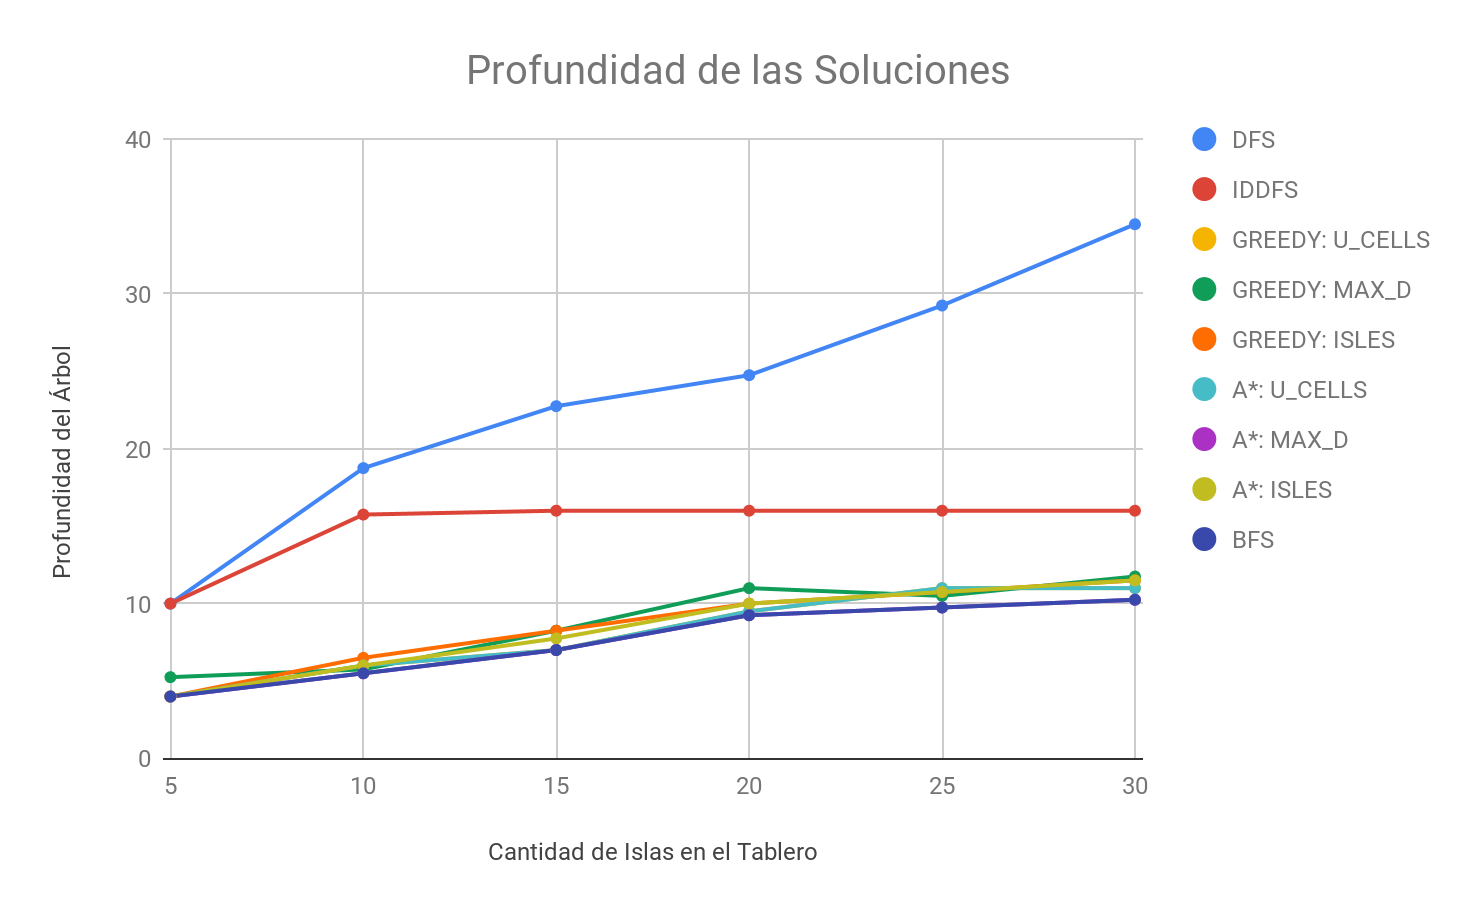 Profundidad de las Soluciones
40
30
20
10
0
Profundidad del Árbol
5 10 15 20 25 30
Cantidad de Islas en el Tablero
DFS
IDDFS
GREEDY: U_CELLS
GREEDY: MAX_D
GREEDY: ISLES
A*: U_CELLS
A*: MAX_D
A*: ISLES
BFS